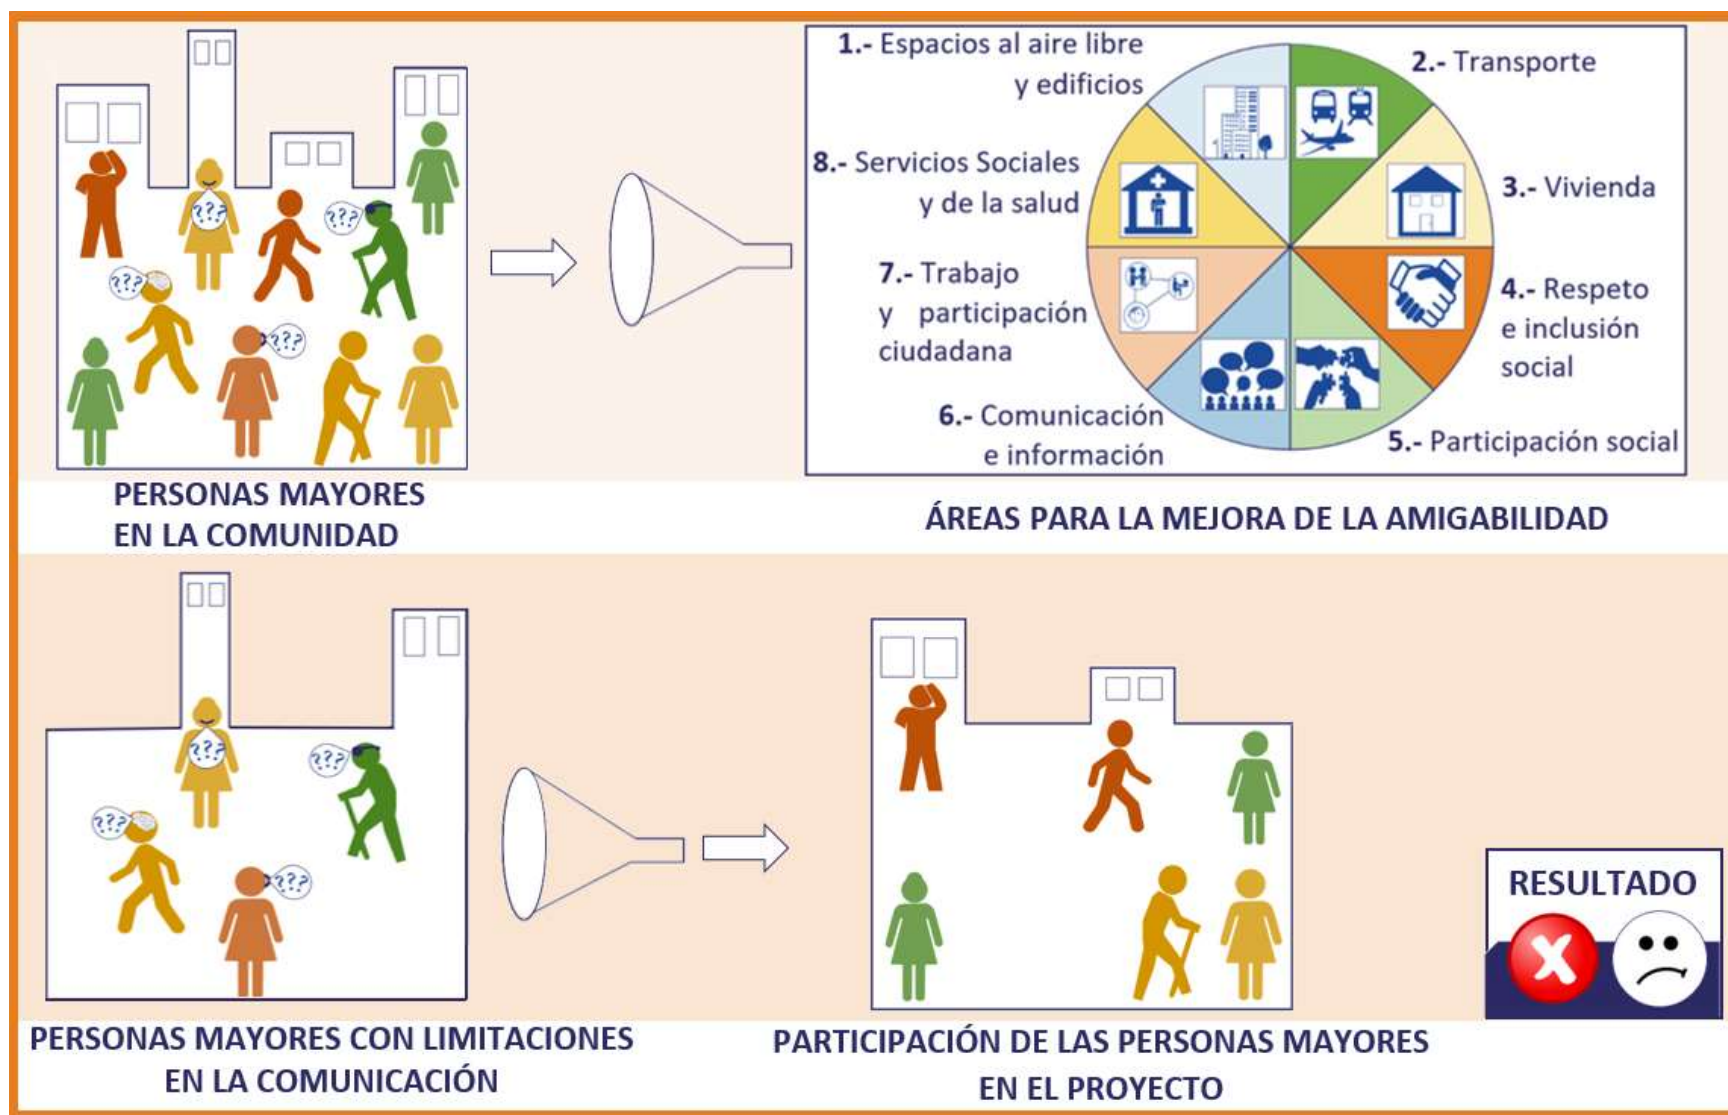 1.- Espacios al aire libre
y edificios
2.- Transporte
8.- Servicios Sociales
y de la salud
3.- Vivienda
7.- Trabajo
y participación
ciudadana
4.- Respeto
e inclusión
social
6.- Comunicación
e información
5.- Participación social
???
???
???
???
PERSONAS MAYORES
EN LA COMUNIDAD
ÁREAS PARA LA MEJORA DE LA AMIGABILIDAD
???
???
???
???
RESULTADO
X
PERSONAS MAYORES CON LIMITACIONES
EN LA COMUNICACIÓN
PARTICIPACIÓN DE LAS PERSONAS MAYORES
EN EL PROYECTO